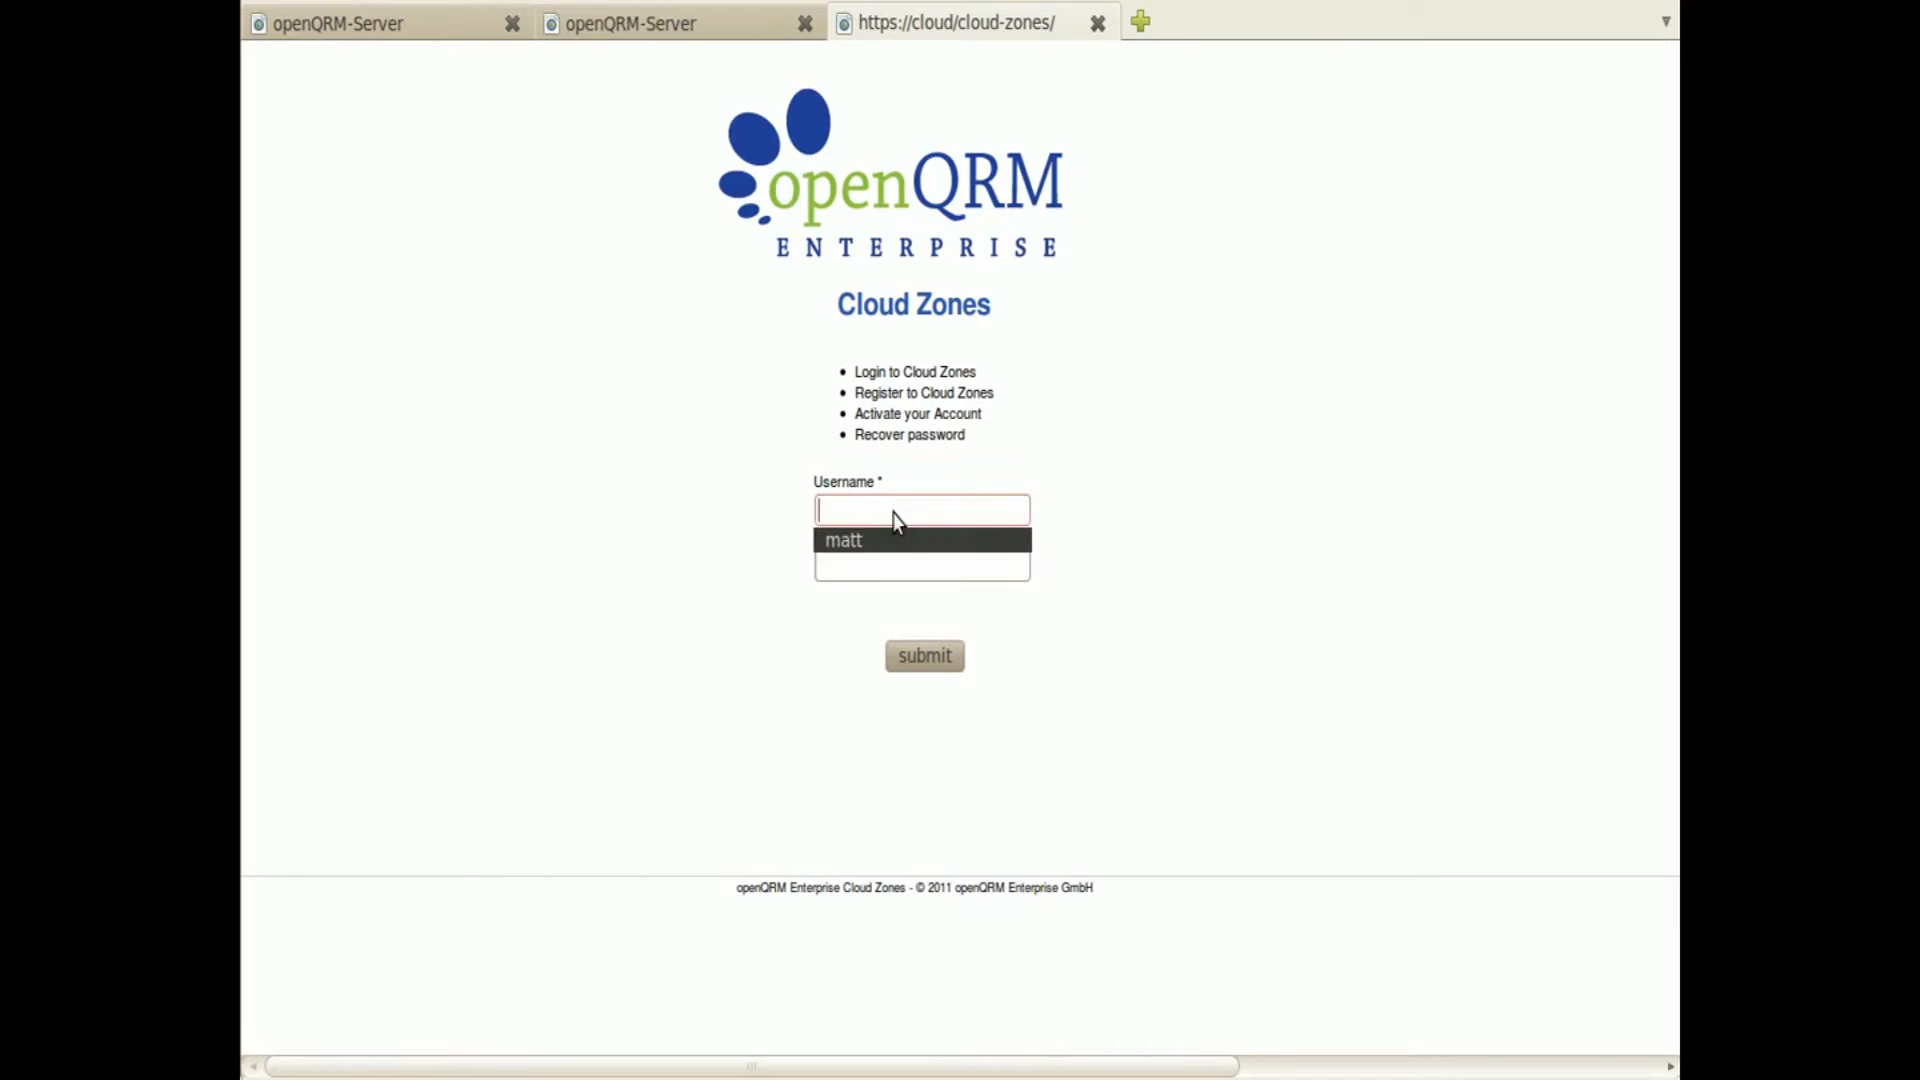 openQRM-Server openQRM-Server https://cloud/cloud-zones/
openQRM
ENTERPRISE
Cloud Zones
• Login to Cloud Zones
• Register to Cloud Zones
• Activate your Account
• Recover password
Username *
matt
submit
openQRM Enterprise Cloud Zones - © 2011 openQRM Enterprise GmbH